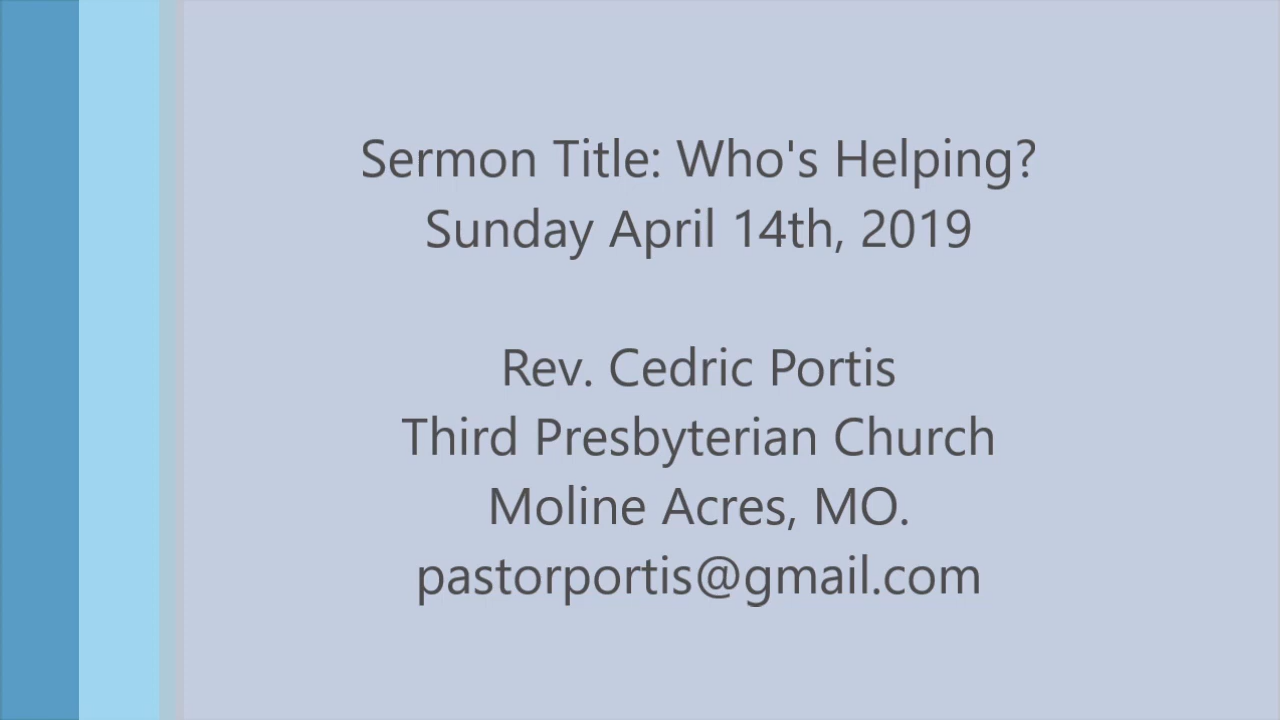 Sermon Title: Who's Helping?
Sunday April 14th, 2019
Rev. Cedric Portis
Third Presbyterian Church
Moline Acres, MO.
pastorportis@gmail.com